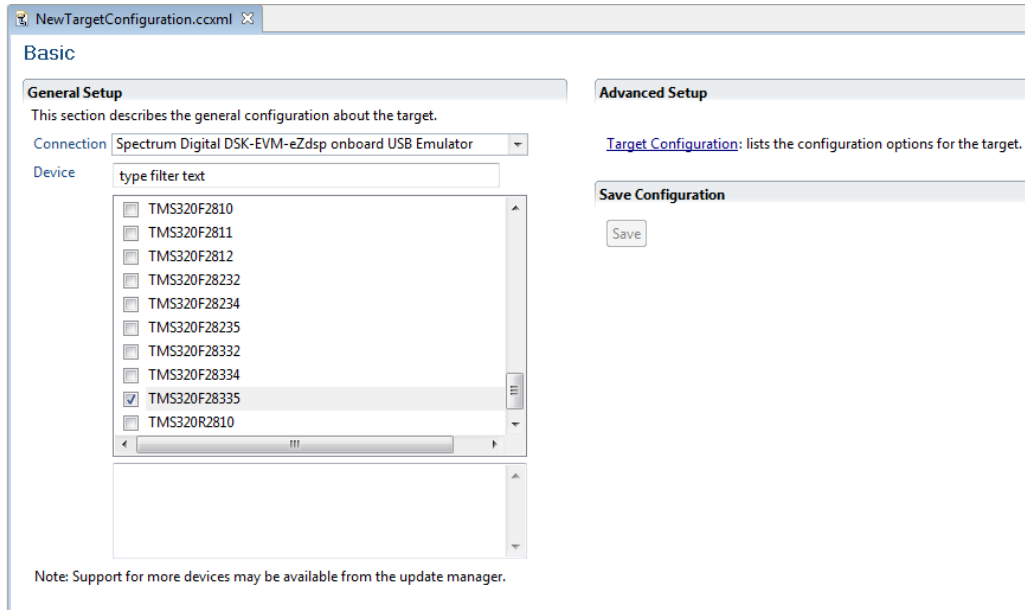 NewTargetConfiguration.ccxml
Basic
General Setup
This section describes the general configuration about the target.
Connection Spectrum Digital DSK-EVM-eZdsp onboard USB Emulator
Device type filter text
TMS320F2810
TMS320F2811
TMS320F2812
TMS320F28232
TMS320F28234
TMS320F28235
TMS320F28332
TMS320F28334
TMS320F28335
TMS320R2810
Note: Support for more devices may be available from the update manager.
Advanced Setup
Target Configuration: lists the configuration options for the target.
Save Configuration
Save